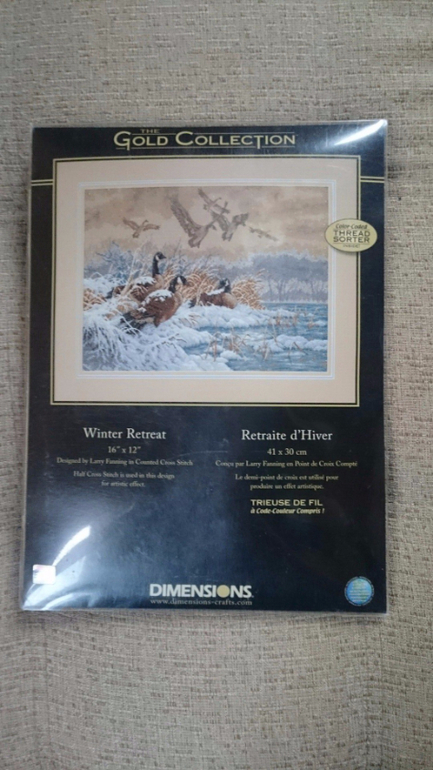 THE
GOLD COLLECTION
Color Coded
THREAD
SORTER
Winter Retreat
16" x 12"
Designed by Larry Fanning in Counted Cross Stitch
Half Cross Stitch is used in this design
for artistic effect.
Retraite d'Hiver
41 x 30 cm
Conçu par Larry Fanning en Point de Croix Compté
Le demi-point de croix est utilisé pour
produire un effet artistique.
TRIEUSE DE FIL
à Code-Couleur Compris !
DIMENSIONS
www.dimensions-crafts.com